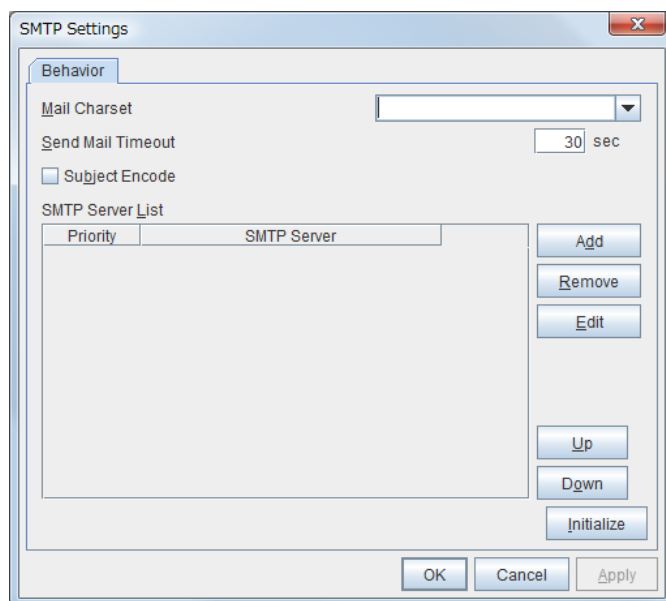 SMTP Settings
Behavior
Mail Charset
Send Mail Timeout 30 sec
Subject Encode
SMTP Server List
Priority SMTP Server
Add
Remove
Edit
Up
Down
Initialize
OK Cancel Apply